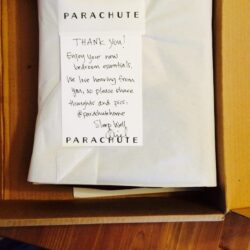 PARACHUTE
THANK YOU!
Enjoy your new
bedroom essentials.
We love hearing from
you, so please share
thoughts and pics.
@parachutehome
Sleep Well,
PARACHUTE